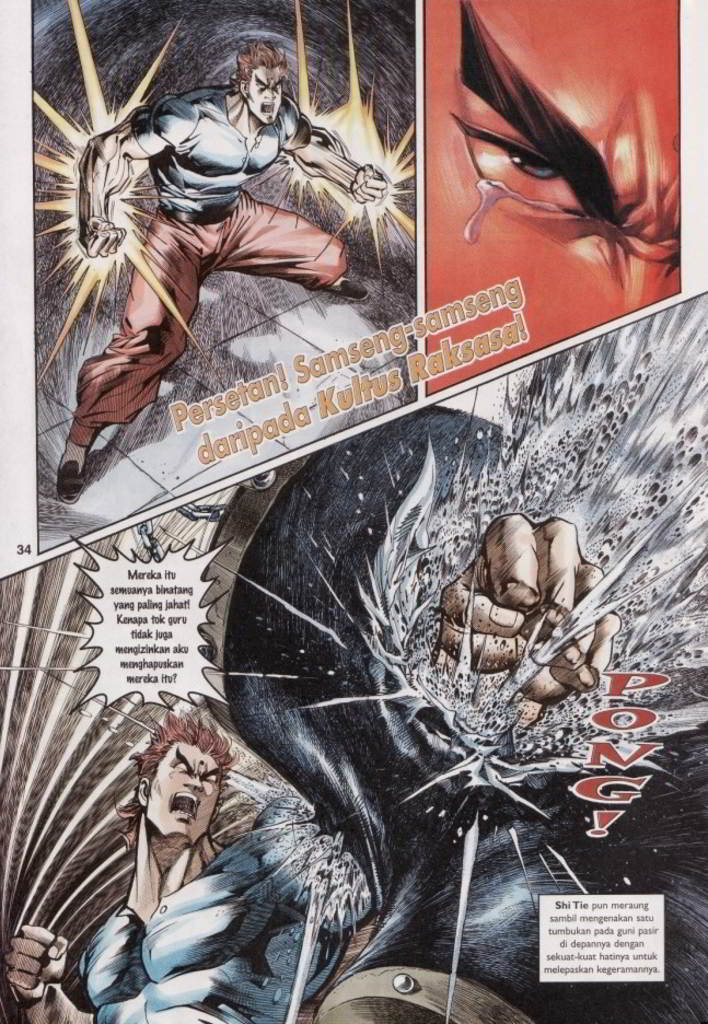 Persetan! Samseng-samseng
daripada Kultus Raksasa!
34
Mereka itu
semuanya binatang
yang paling jahat!
Kenapa tok guru
tidak juga
mengizinkan aku
menghapuskan
mereka itu?
PONG!
Shi Tie pun meraung
sambil mengenakan satu
tumbukan pada guni pasir
di depannya dengan
sekuat-kuat hatinya untuk
melepaskan kegeramannya.